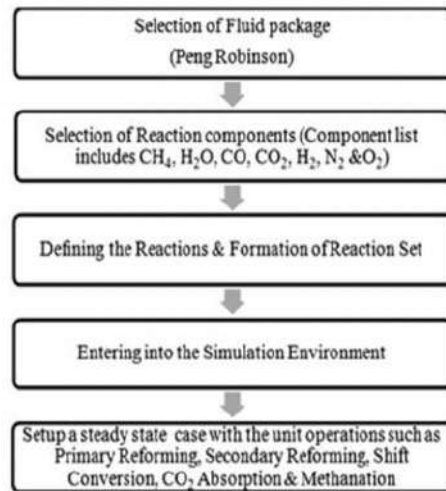 Selection of Fluid package
(Peng Robinson)
Selection of Reaction components (Component list
includes CH₄, H₂O, CO, CO₂, H₂, N₂ &O₂)
Defining the Reactions & Formation of Reaction Set
Entering into the Simulation Environment
Setup a steady state case with the unit operations such as
Primary Reforming, Secondary Reforming, Shift
Conversion, CO₂ Absorption & Methanation